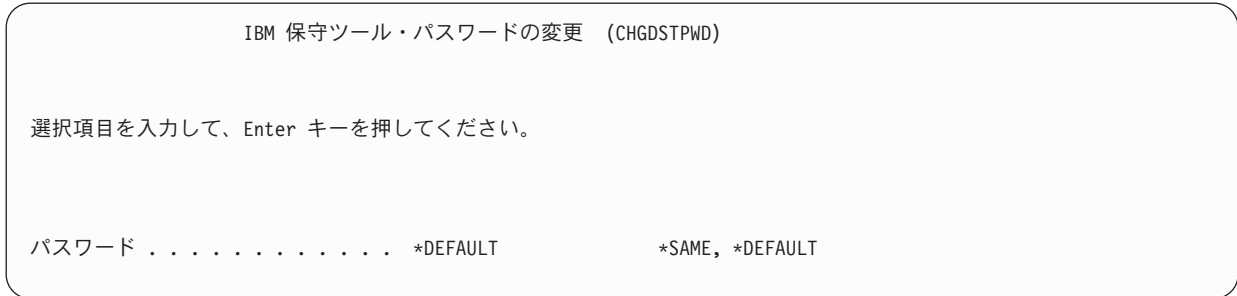 IBM 保守ツール・パスワードの変更 (CHGDSTPWD)
選択項目を入力して、Enter キーを押してください。
パスワード . . . . . . . . . . . . *DEFAULT *SAME, *DEFAULT